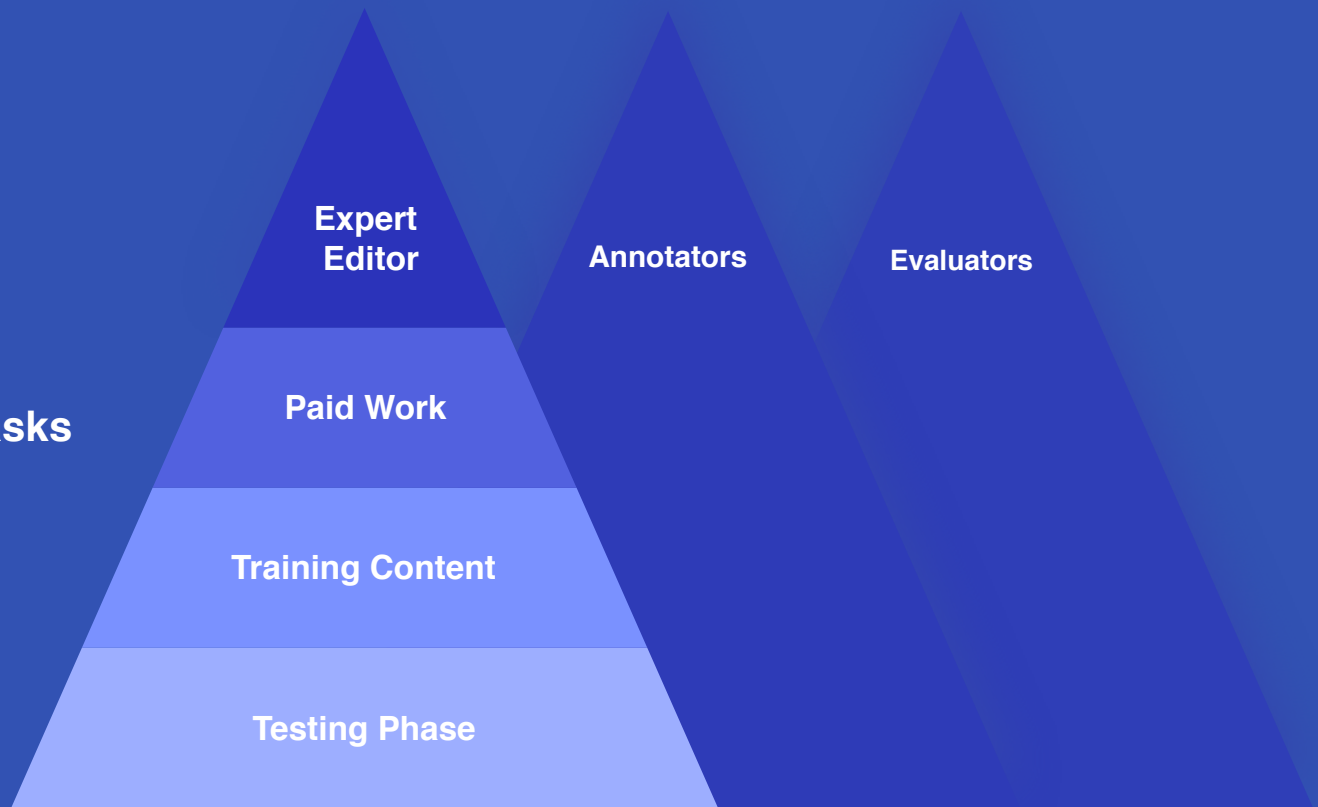 Expert
Editor
Annotators
Evaluators
Paid Work
sks
Training Content
Testing Phase